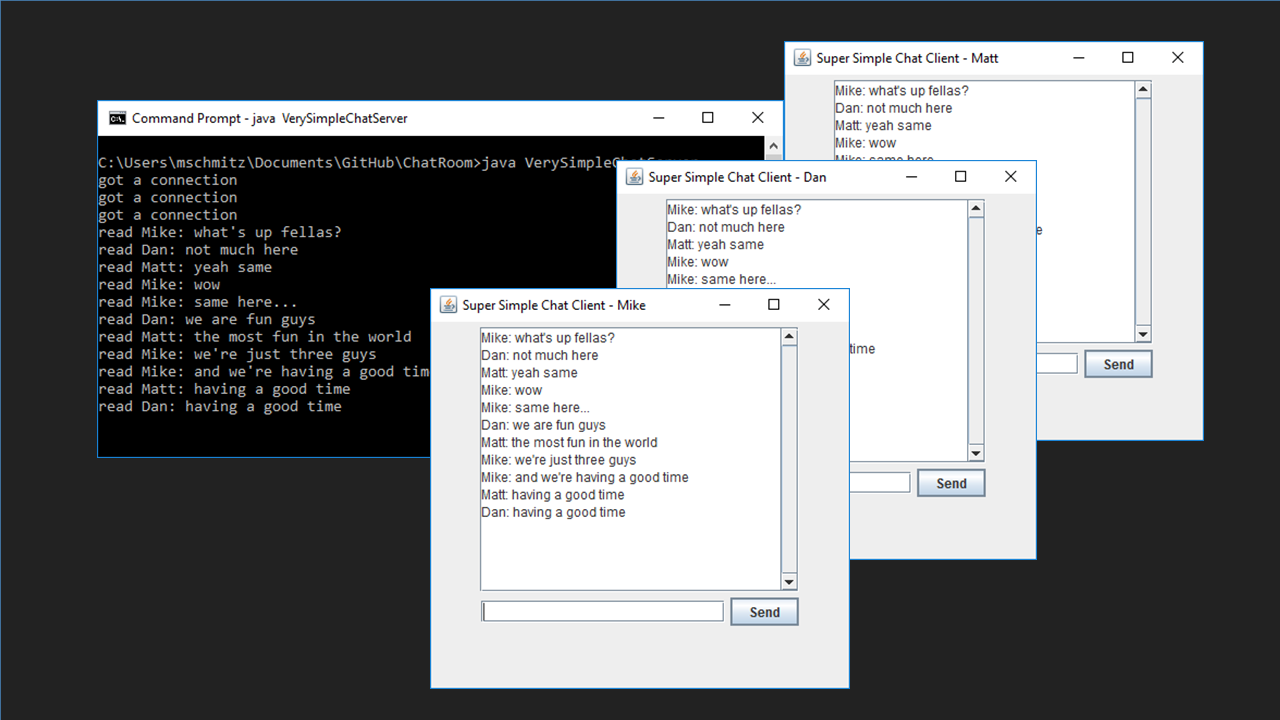 Command Prompt - java VerySimpleChatServer
C:\Users\mschmitz\Documents\GitHub\ChatRoom>java VerySimpleChatServer
got a connection
got a connection
got a connection
read Mike: what's up fellas?
read Dan: not much here
read Matt: yeah same
read Mike: wow
read Mike: same here...
read Dan: we are fun guys
read Matt: the most fun in the world
read Mike: we're just three guys
read Mike: and we're having a good tim
read Matt: having a good time
read Dan: having a good time
Super Simple Chat Client - Matt
Mike: what's up fellas?
Dan: not much here
Matt: yeah same
Mike: wow
Mike: same here
e
Send
Super Simple Chat Client - Dan
Mike: what's up fellas?
Dan: not much here
Matt: yeah same
Mike: wow
Mike: same here...
time
Send
Super Simple Chat Client - Mike
Mike: what's up fellas?
Dan: not much here
Matt: yeah same
Mike: wow
Mike: same here...
Dan: we are fun guys
Matt: the most fun in the world
Mike: we're just three guys
Mike: and we're having a good time
Matt: having a good time
Dan: having a good time
Send